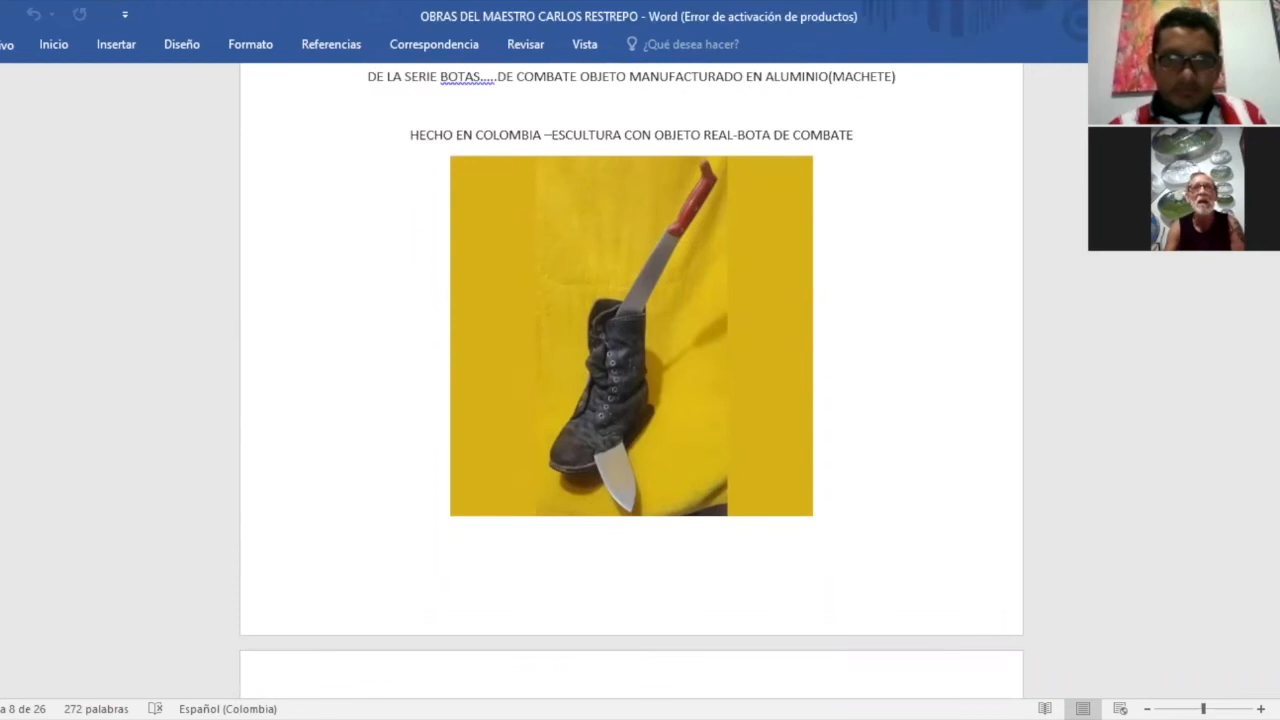 OBRAS DEL MAESTRO CARLOS RESTREPO - Word (Error de activación de productos)
vo Inicio Insertar Diseño Formato Referencias Correspondencia Revisar Vista ¿Qué desea hacer?
DE LA SERIE BOTAS.....DE COMBATE OBJETO MANUFACTURADO EN ALUMINIO(MACHETE)
HECHO EN COLOMBIA –ESCULTURA CON OBJETO REAL-BOTA DE COMBATE
a 8 de 26 272 palabras Español (Colombia)